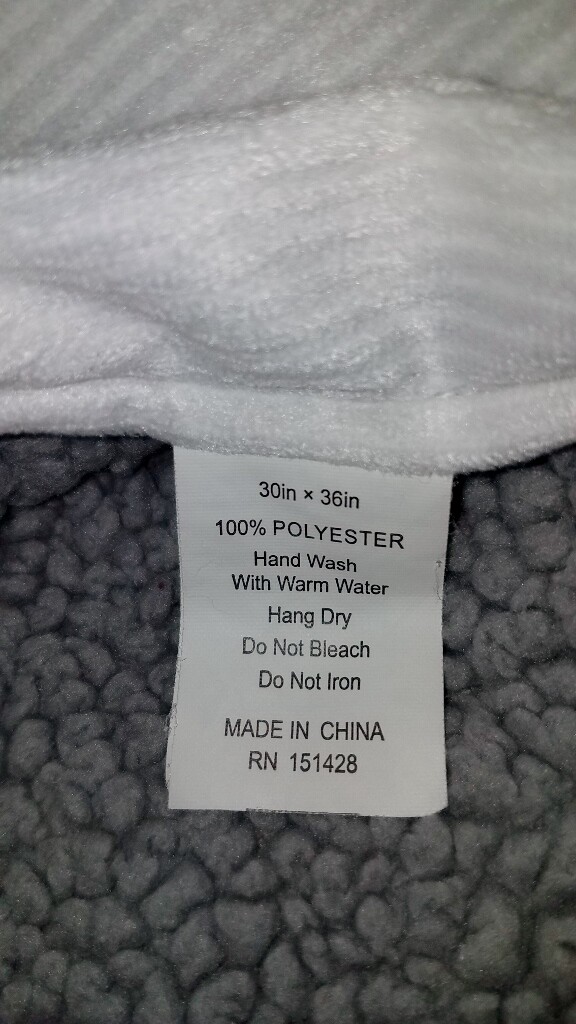 30in × 36in
100% POLYESTER
Hand Wash
With Warm Water
Hang Dry
Do Not Bleach
Do Not Iron
MADE IN CHINA
RN 151428